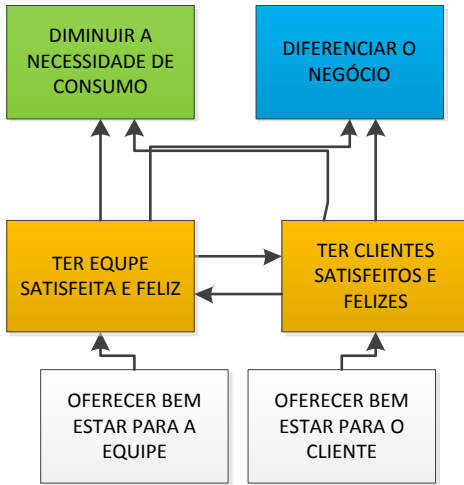 DIMINUIR A
NECESSIDADE DE
CONSUMO
DIFERENCIAR O
NEGÓCIO
TER EQUPE
SATISFEITA E FELIZ
TER CLIENTES
SATISFEITOS E
FELIZES
OFERECER BEM
ESTAR PARA A
EQUIPE
OFERECER BEM
ESTAR PARA O
CLIENTE